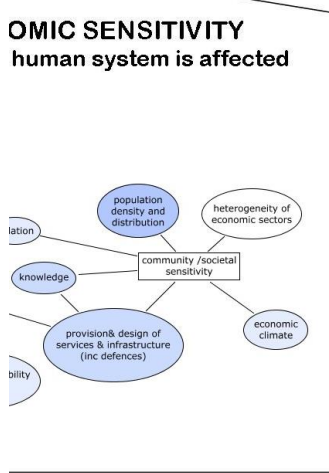 OMIC SENSITIVITY
human system is affected
population
density and
distribution
heterogeneity of
economic sectors
lation
community /societal
sensitivity
knowledge
provision& design of
services & infrastructure
(inc defences)
economic
climate
bility